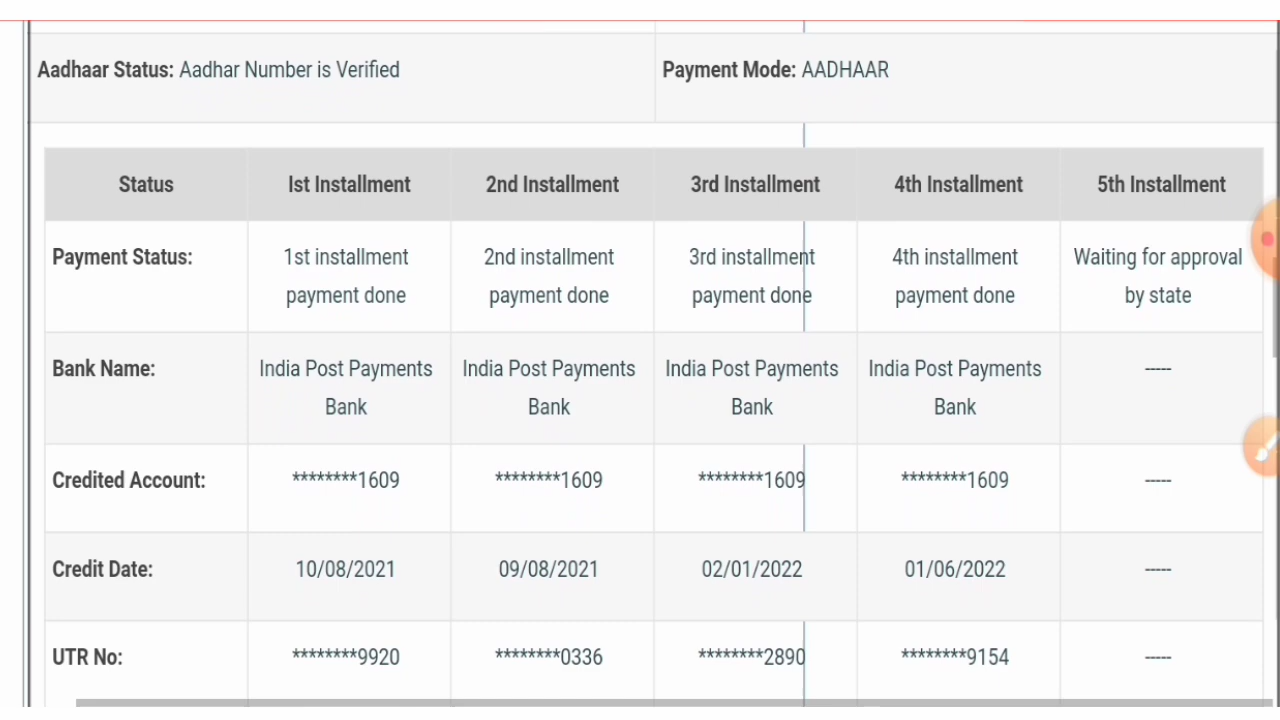 Aadhaar Status: Aadhar Number is Verified
Payment Mode: AADHAAR
Status
Ist Installment
2nd Installment
3rd Installment
4th Installment
5th Installment
Payment Status:
1st installment
payment done
2nd installment
payment done
3rd installment
payment done
4th installment
payment done
Waiting for approval
by state
Bank Name:
India Post Payments
Bank
India Post Payments
Bank
India Post Payments
Bank
India Post Payments
Bank
-----
Credited Account:
********1609
********1609
********1609
********1609
-----
Credit Date:
10/08/2021
09/08/2021
02/01/2022
01/06/2022
-----
UTR No:
********9920
********0336
********2890
********9154
-----